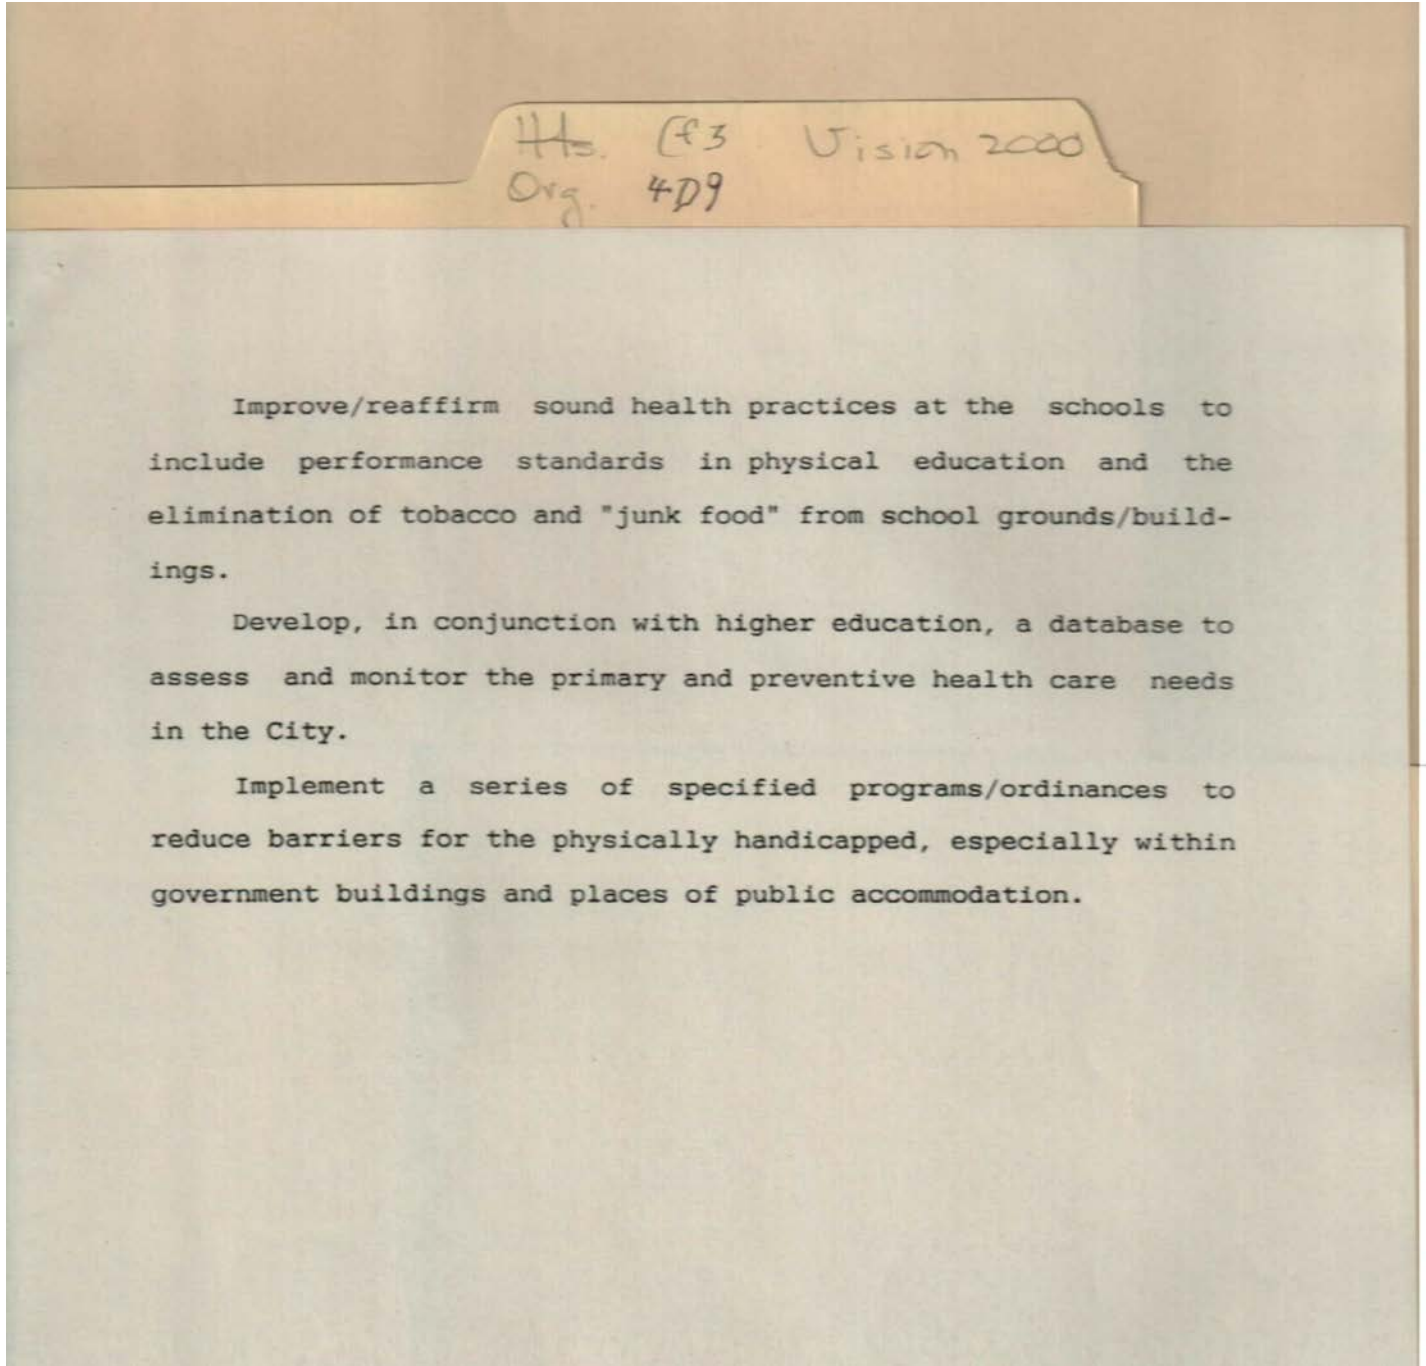 Vision 2000
Org. 4D9
Improve/reaffirm sound health practices at the schools to
include performance standards in physical education and the
elimination of tobacco and "junk food" from school grounds/build-
ings.
Develop, in conjunction with higher education, a database to
assess and monitor the primary and preventive health care needs
in the City.
Implement a series of specified programs/ordinances to
reduce barriers for the physically handicapped, especially within
government buildings and places of public accommodation.